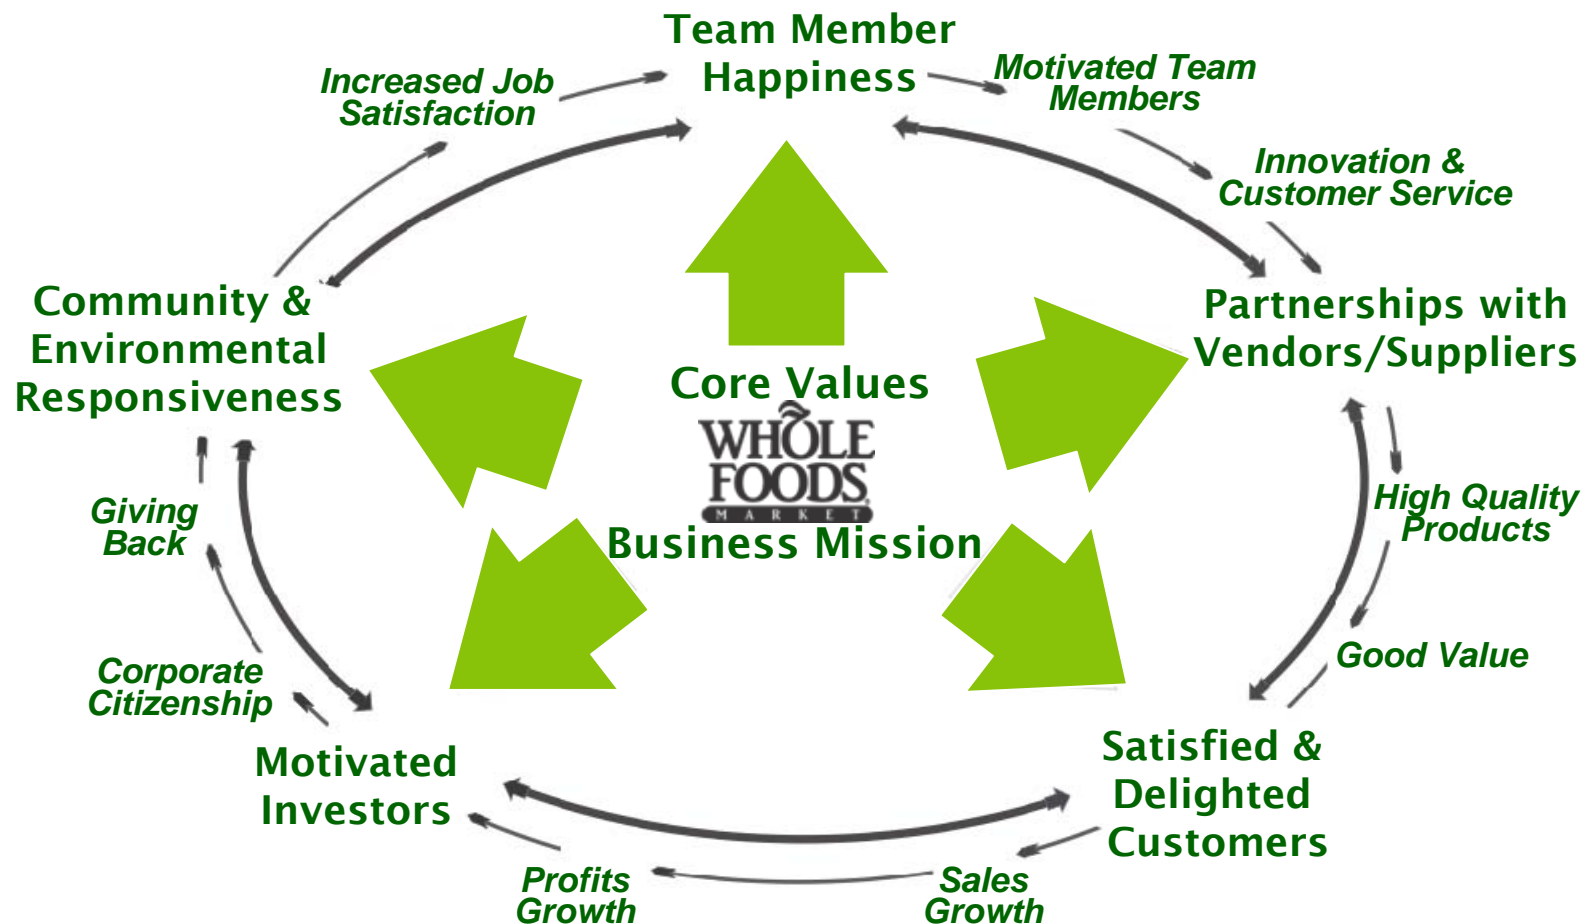 Team Member
Happiness
Increased Job
Satisfaction
Motivated Team
Members
Innovation &
Customer Service
Community &
Environmental
Responsiveness
Partnerships with
Vendors/Suppliers
Core Values
WHOLE
FOODS
MARKET
Business Mission
Giving
Back
High Quality
Products
Corporate
Citizenship
Good Value
Motivated
Investors
Satisfied &
Delighted
Customers
Profits
Growth
Sales
Growth